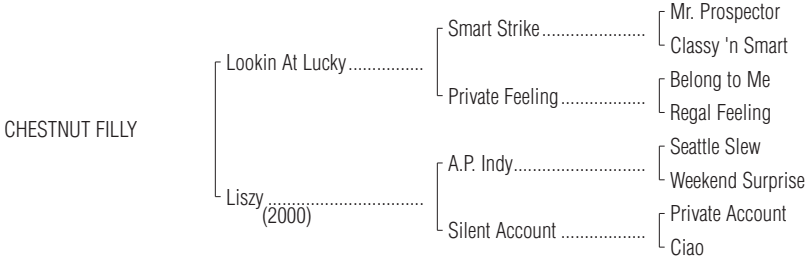 Mr. Prospector
Smart Strike......................
Classy 'n Smart
Lookin At Lucky................
Belong to Me
Private Feeling..................
Regal Feeling
CHESTNUT FILLY
Seattle Slew
A.P. Indy............................
Weekend Surprise
Liszy .................................
(2000)
Private Account
Silent Account ..................
Ciao